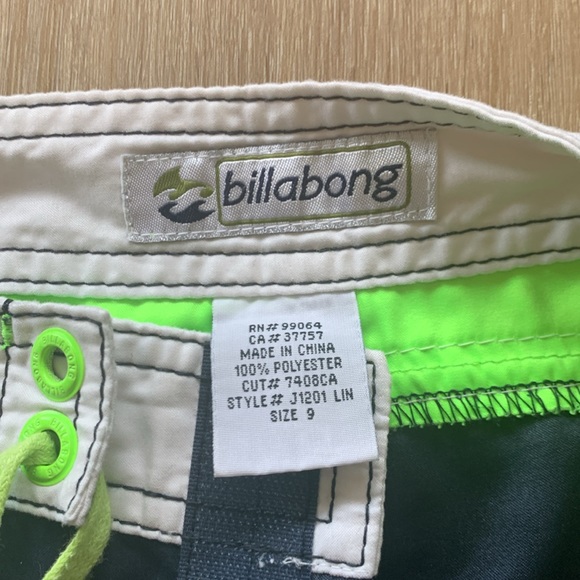 billabong
RN# 99064
CA# 37757
MADE IN CHINA
100% POLYESTER
CUT# 7408CA
STYLE# J1201 LIN
SIZE 9